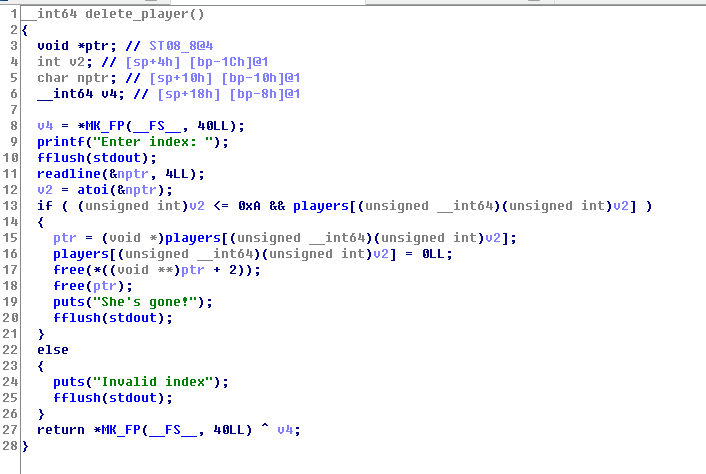 1 __int64 delete_player()
2 {
3   void *ptr; // ST08_8@4
4   int v2; // [sp+4h] [bp-1Ch]@1
5   char nptr; // [sp+10h] [bp-10h]@1
6   __int64 v4; // [sp+18h] [bp-8h]@1
7
8   v4 = *MK_FP(__FS__, 40LL);
9   printf("Enter index: ");
10   fflush(stdout);
11   readline(&nptr, 4LL);
12   v2 = atoi(&nptr);
13   if ( (unsigned int)v2 <= 0xA && players[(unsigned __int64)(unsigned int)v2] )
14   {
15     ptr = (void *)players[(unsigned __int64)(unsigned int)v2];
16     players[(unsigned __int64)(unsigned int)v2] = 0LL;
17     free(*((void **)ptr + 2));
18     free(ptr);
19     puts("She's gone!");
20     fflush(stdout);
21   }
22   else
23   {
24     puts("Invalid index");
25     fflush(stdout);
26   }
27   return *MK_FP(__FS__, 40LL) ^ v4;
28 }